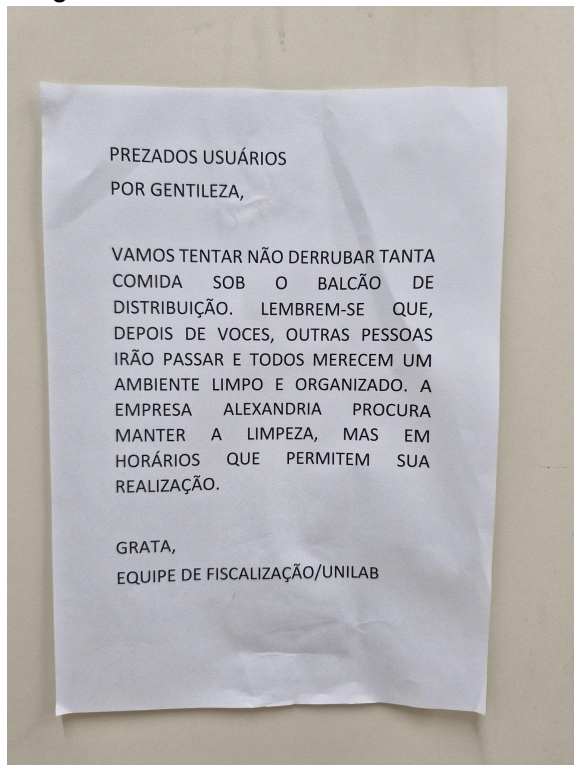 PREZADOS USUÁRIOS
POR GENTILEZA,
VAMOS TENTAR NÃO DERRUBAR TANTA
COMIDA SOB O BALCÃO DE
DISTRIBUIÇÃO. LEMBREM-SE QUE,
DEPOIS DE VOCES, OUTRAS PESSOAS
IRÃO PASSAR E TODOS MERECEM UM
AMBIENTE LIMPO E ORGANIZADO. A
EMPRESA ALEXANDRIA PROCURA
MANTER A LIMPEZA, MAS EM
HORÁRIOS QUE PERMITEM SUA
REALIZAÇÃO.
GRATA,
EQUIPE DE FISCALIZAÇÃO/UNILAB